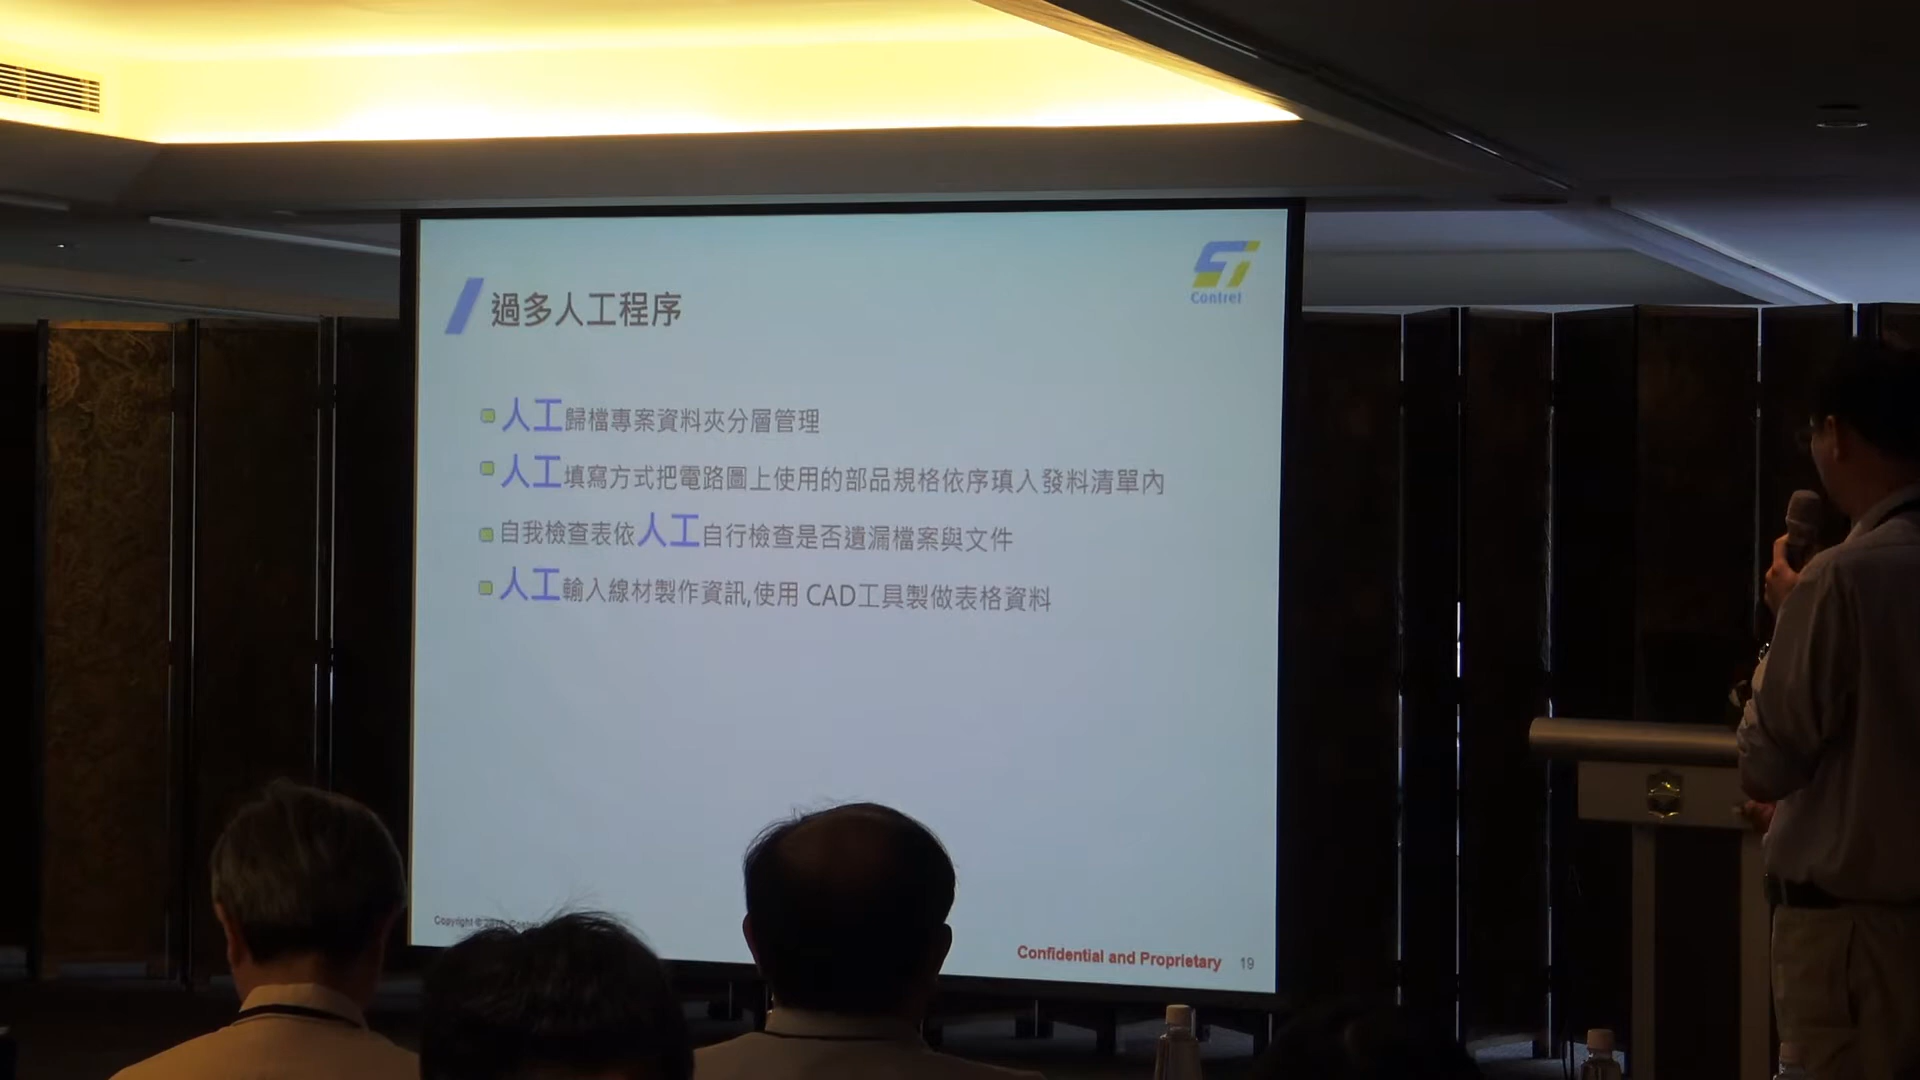 Contrel
過多人工程序
人工歸檔專案資料夾分層管理
人工填寫方式把電路圖上使用的部品規格依序填入發料清單內
自我檢查表依人工自行檢查是否遺漏檔案與文件
人工輸入線材製作資訊,使用 CAD工具製做表格資料
Copyright ©
Confidential and Proprietary 19